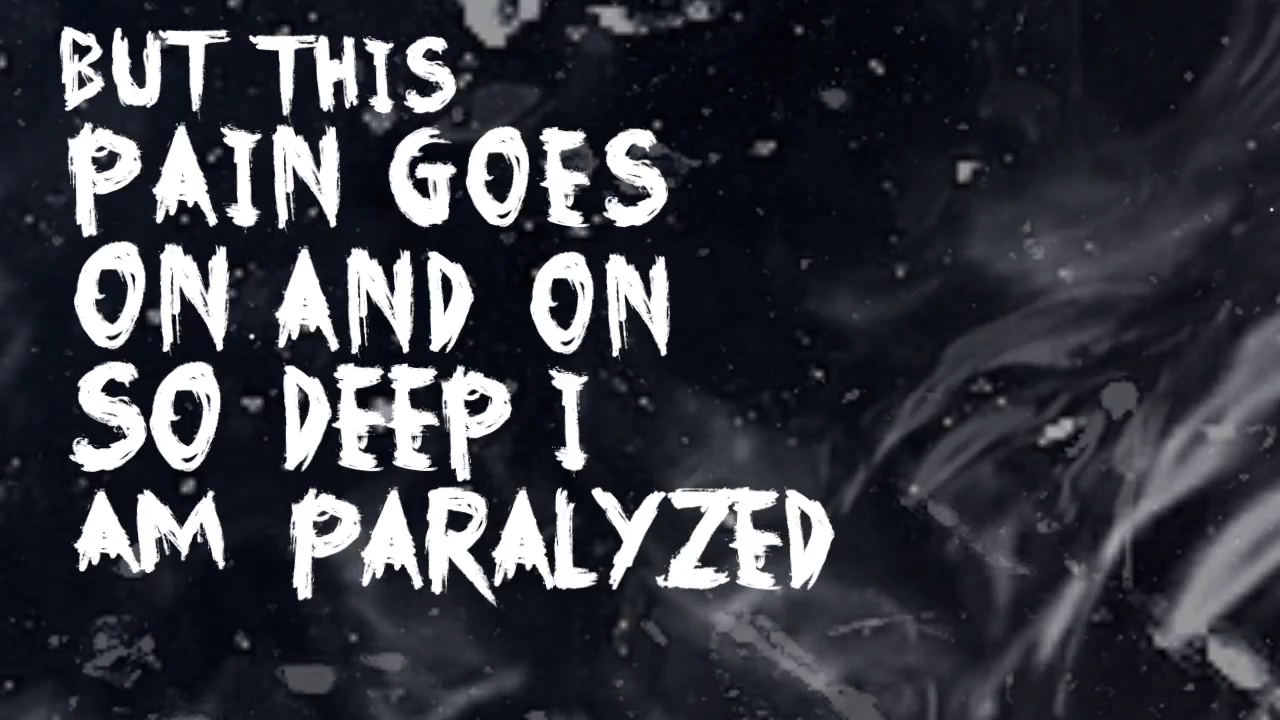 BUT THIS
PAIN GOES
ON AND ON
SO DEEP I
AM PARALYZED